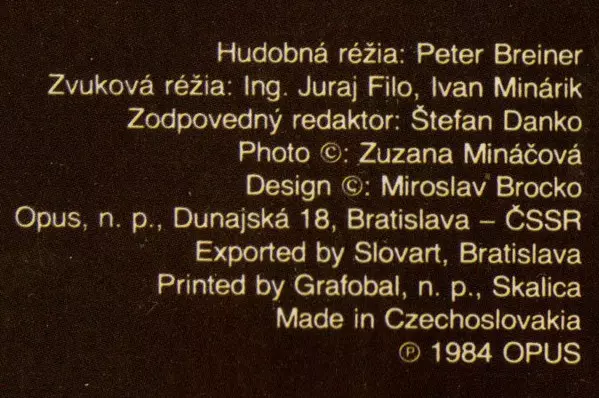 Hudobná réžia: Peter Breiner
Zvuková réžia: Ing. Juraj Filo, Ivan Minárik
Zodpovedný redaktor: Štefan Danko
Photo ©: Zuzana Mináčová
Design ©: Miroslav Brocko
Opus, n. p., Dunajská 18, Bratislava – ČSSR
Exported by Slovart, Bratislava
Printed by Grafobal, n. p., Skalica
Made in Czechoslovakia
℗ 1984 OPUS